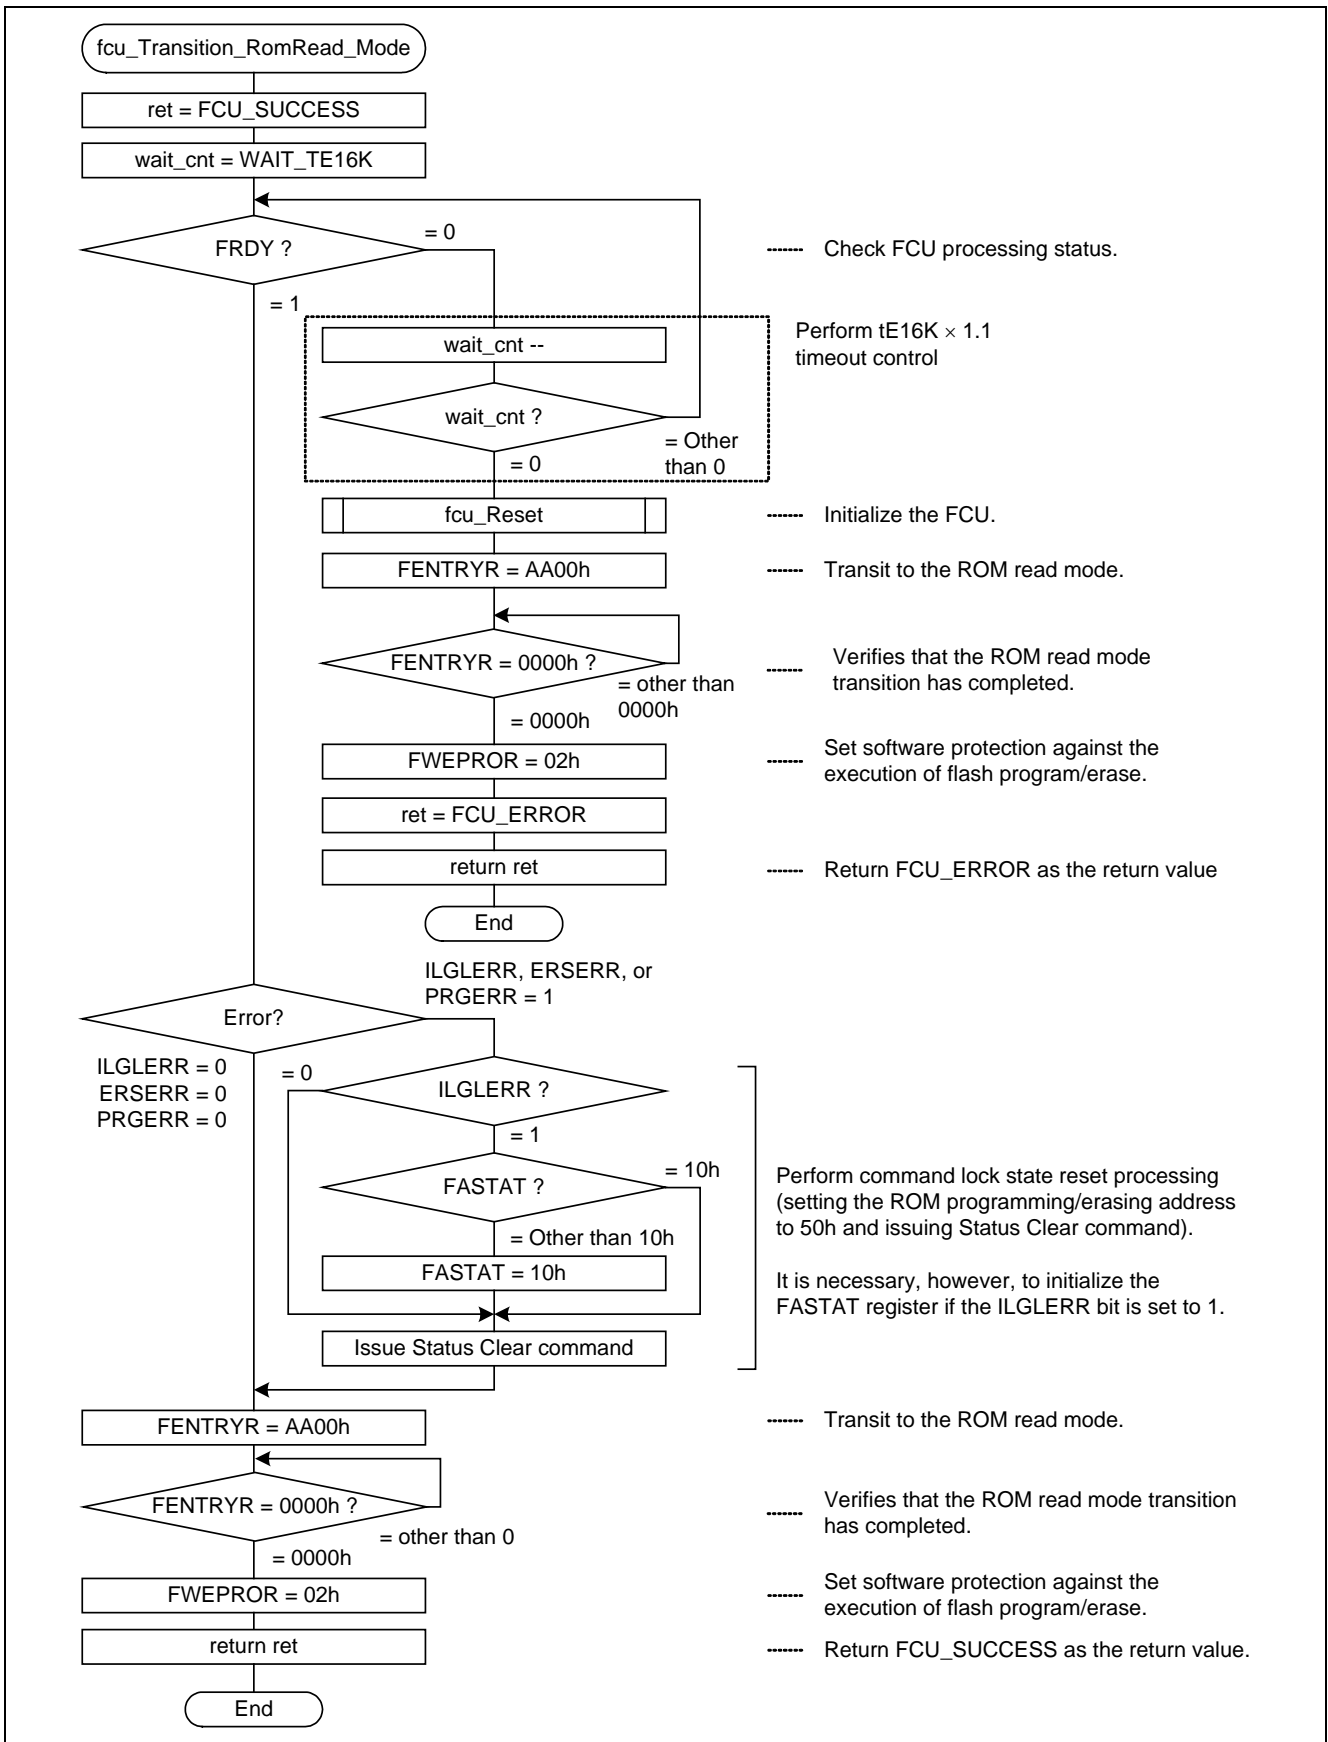 fcu_Transition_RomRead_Mode
ret = FCU_SUCCESS
wait_cnt = WAIT_TE16K
FRDY ?
= 0
Check FCU processing status.
= 1
Perform tE16K × 1.1
timeout control
wait_cnt --
wait_cnt ?
= Other
than 0
= 0
fcu_Reset
Initialize the FCU.
FENTRYR = AA00h
Transit to the ROM read mode.
FENTRYR = 0000h ?
= other than
0000h
Verifies that the ROM read mode
transition has completed.
= 0000h
FWEPROR = 02h
Set software protection against the
execution of flash program/erase.
ret = FCU_ERROR
return ret
Return FCU_ERROR as the return value
End
ILGLERR, ERSERR, or
PRGERR = 1
Error?
ILGLERR = 0
ERSERR = 0
PRGERR = 0
= 0
ILGLERR ?
= 1
= 10h
FASTAT ?
= Other than 10h
FASTAT = 10h
Issue Status Clear command
Perform command lock state reset processing
(setting the ROM programming/erasing address
to 50h and issuing Status Clear command).
It is necessary, however, to initialize the
FASTAT register if the ILGLERR bit is set to 1.
FENTRYR = AA00h
Transit to the ROM read mode.
FENTRYR = 0000h ?
= other than 0
Verifies that the ROM read mode transition
has completed.
= 0000h
FWEPROR = 02h
Set software protection against the
execution of flash program/erase.
return ret
Return FCU_SUCCESS as the return value.
End